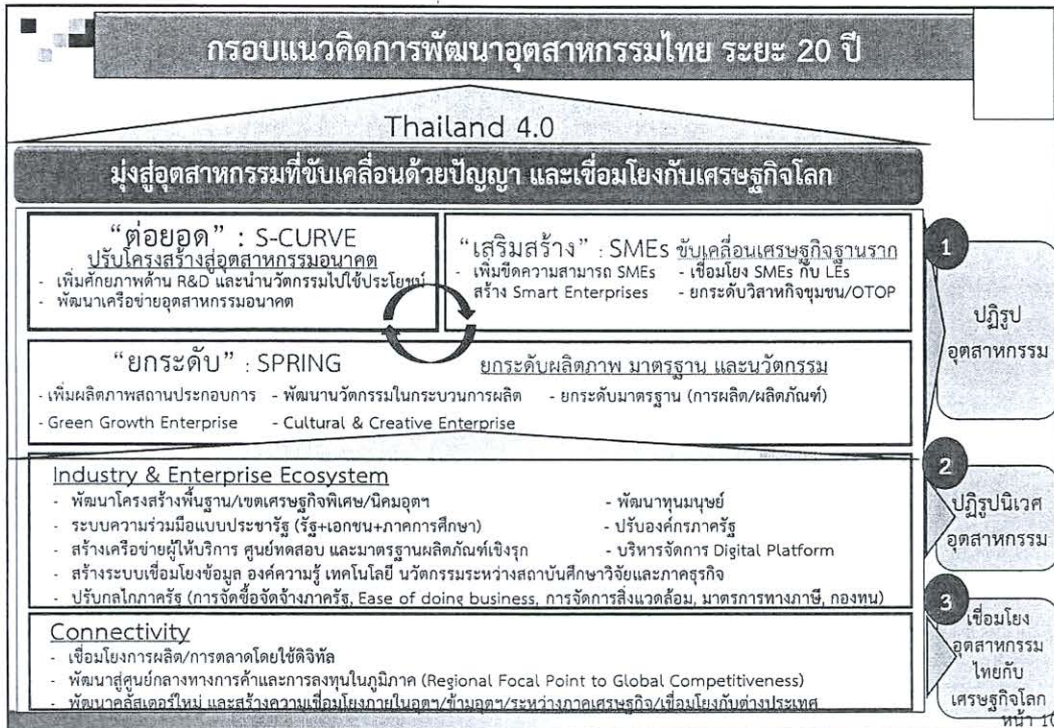 กรอบแนวคิดการพัฒนาอุตสาหกรรมไทย ระยะ 20 ปี
Thailand 4.0
มุ่งสู่อุตสาหกรรมที่ขับเคลื่อนด้วยปัญญา และเชื่อมโยงกับเศรษฐกิจโลก
“ต่อยอด” : S-CURVE
ปรับโครงสร้างสู่อุตสาหกรรมอนาคต
- เพิ่มศักยภาพด้าน R&D และนำนวัตกรรมไปใช้ประโยชน์
- พัฒนาเครือข่ายอุตสาหกรรมอนาคต
“เสริมสร้าง” : SMEs ขับเคลื่อนเศรษฐกิจฐานราก
- เพิ่มขีดความสามารถ SMEs - เชื่อมโยง SMEs กับ LEs
สร้าง Smart Enterprises - ยกระดับวิสาหกิจชุมชน/OTOP
1
ปฏิรูป
อุตสาหกรรม
“ยกระดับ” : SPRING ยกระดับผลิตภาพ มาตรฐาน และนวัตกรรม
- เพิ่มผลิตภาพสถานประกอบการ - พัฒนานวัตกรรมในกระบวนการผลิต - ยกระดับมาตรฐาน (การผลิต/ผลิตภัณฑ์)
- Green Growth Enterprise - Cultural & Creative Enterprise
Industry & Enterprise Ecosystem
- พัฒนาโครงสร้างพื้นฐาน/เขตเศรษฐกิจพิเศษ/นิคมอุตฯ - พัฒนาทุนมนุษย์
- ระบบความร่วมมือแบบประชารัฐ (รัฐ+เอกชน+ภาคการศึกษา) - ปรับองค์กรภาครัฐ
- สร้างเครือข่ายผู้ให้บริการ ศูนย์ทดสอบ และมาตรฐานผลิตภัณฑ์เชิงรุก - บริหารจัดการ Digital Platform
- สร้างระบบเชื่อมโยงข้อมูล องค์ความรู้ เทคโนโลยี นวัตกรรมระหว่างสถาบันศึกษาวิจัยและภาคธุรกิจ
- ปรับกลไกภาครัฐ (การจัดซื้อจัดจ้างภาครัฐ, Ease of doing business, การจัดการสิ่งแวดล้อม, มาตรการทางภาษี, กองทุน)
2
ปฏิรูปนิเวศ
อุตสาหกรรม
Connectivity
- เชื่อมโยงการผลิต/การตลาดโดยใช้ดิจิทัล
- พัฒนาสู่ศูนย์กลางทางการค้าและการลงทุนในภูมิภาค (Regional Focal Point to Global Competitiveness)
- พัฒนาคลัสเตอร์ใหม่ และสร้างความเชื่อมโยงภายในอุตฯ/ข้ามอุตฯ/ระหว่างภาคเศรษฐกิจ/เชื่อมโยงกับต่างประเทศ
3
เชื่อมโยง
อุตสาหกรรม
ไทยกับ
เศรษฐกิจโลก
หน้า